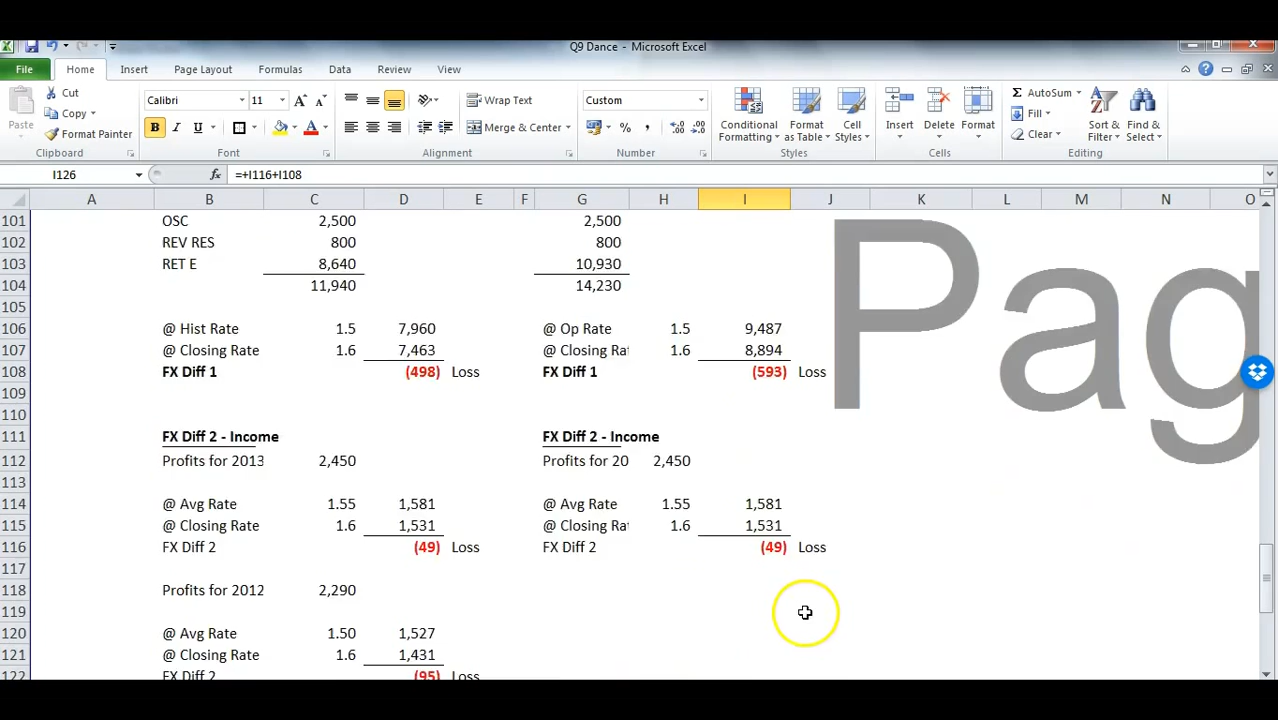 Q9 Dance - Microsoft Excel
File Home Insert Page Layout Formulas Data Review View
Cut
Copy
Format Painter
Paste
Calibri 11
B I U
Wrap Text
Merge & Center
Custom
% ,
Conditional Formatting
Format as Table
Cell Styles
Insert Delete Format
Σ AutoSum
Fill
Clear
Sort & Filter
Find & Select
Clipboard Font Alignment Number Styles Cells Editing
I126 fx =+I116+I108
A B C D E F G H I J K L M N O
101 OSC 2,500 2,500
102 REV RES 800 800
103 RET E 8,640 10,930
104 11,940 14,230
105
106 @ Hist Rate 1.5 7,960 @ Op Rate 1.5 9,487
107 @ Closing Rate 1.6 7,463 @ Closing Rat 1.6 8,894
108 FX Diff 1 (498) Loss FX Diff 1 (593) Loss
109
110
111 FX Diff 2 - Income FX Diff 2 - Income
112 Profits for 2013 2,450 Profits for 20 2,450
113
114 @ Avg Rate 1.55 1,581 @ Avg Rate 1.55 1,581
115 @ Closing Rate 1.6 1,531 @ Closing Rat 1.6 1,531
116 FX Diff 2 (49) Loss FX Diff 2 (49) Loss
117
118 Profits for 2012 2,290
119
120 @ Avg Rate 1.50 1,527
121 @ Closing Rate 1.6 1,431
122 FX Diff 2 (95) Loss
Pag